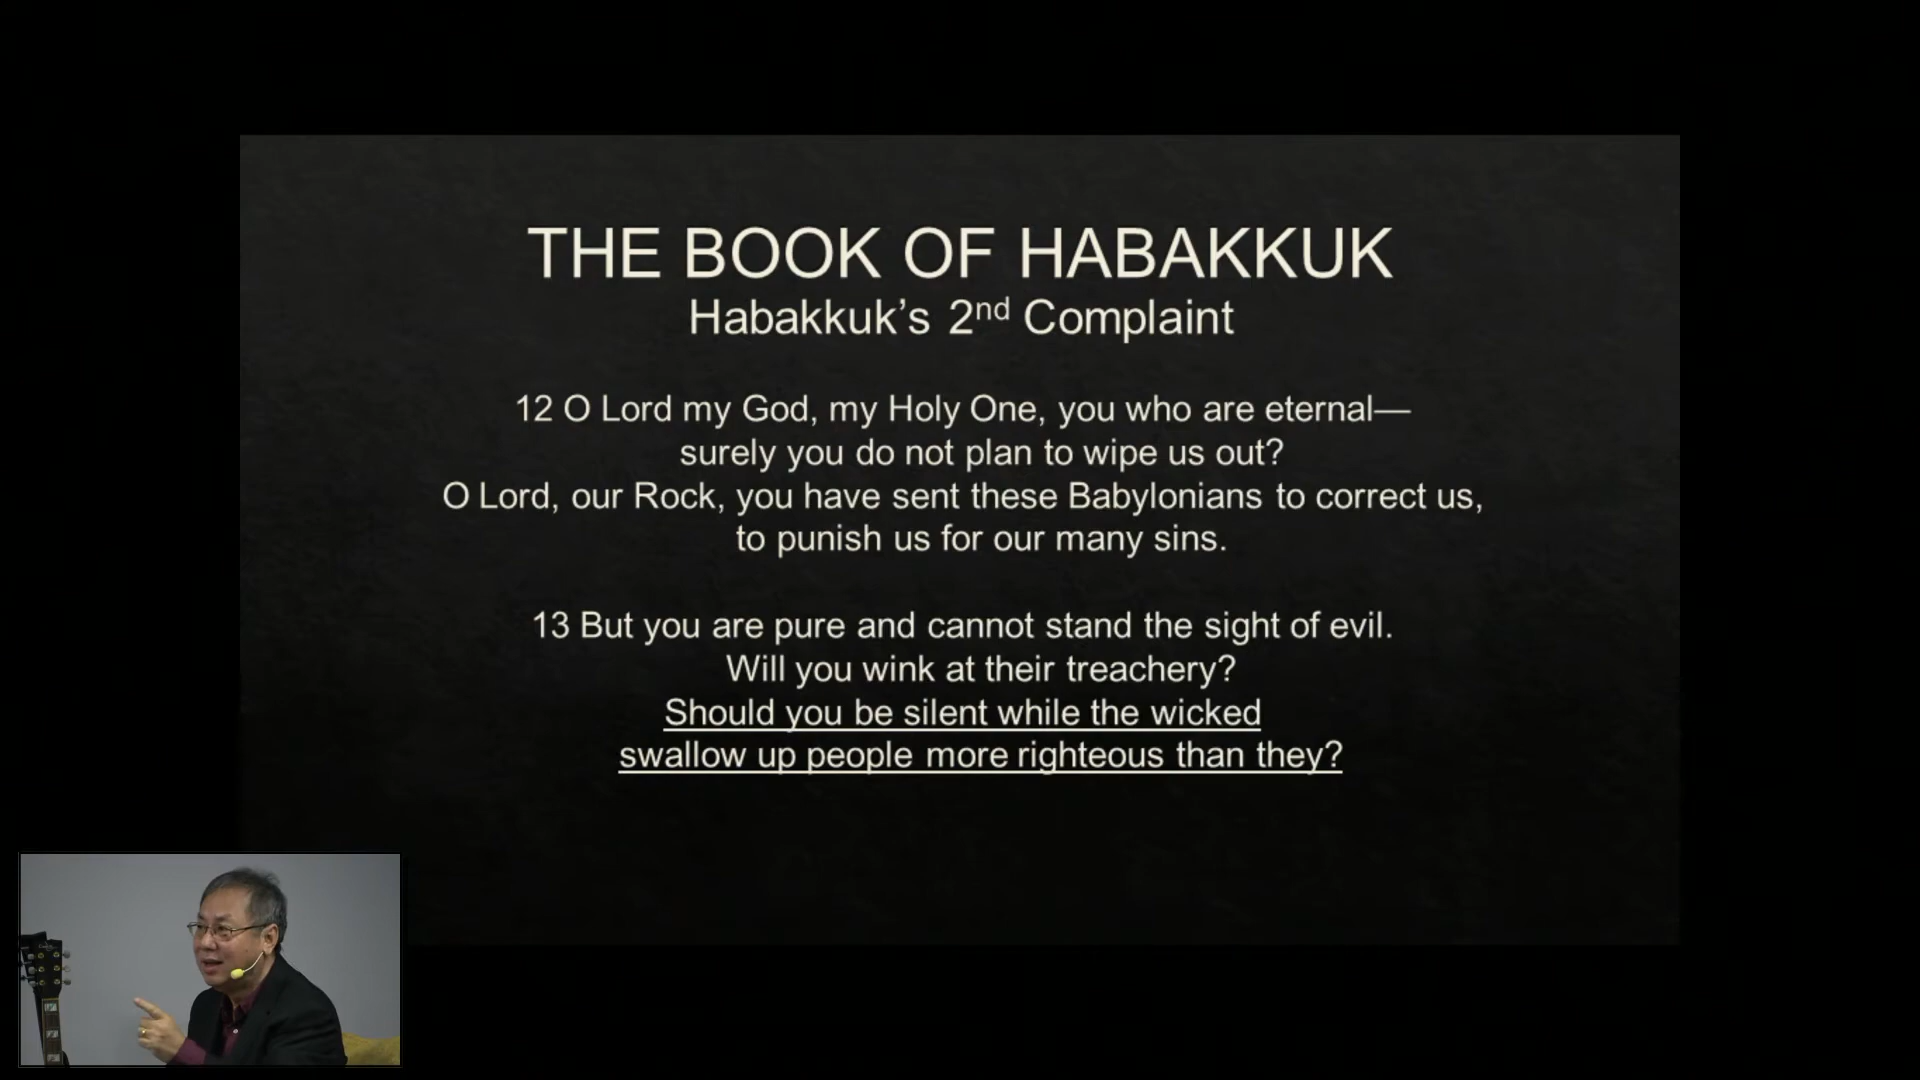 THE BOOK OF HABAKKUK
Habakkuk’s 2nd Complaint
12 O Lord my God, my Holy One, you who are eternal—
surely you do not plan to wipe us out?
O Lord, our Rock, you have sent these Babylonians to correct us,
to punish us for our many sins.
13 But you are pure and cannot stand the sight of evil.
Will you wink at their treachery?
Should you be silent while the wicked
swallow up people more righteous than they?